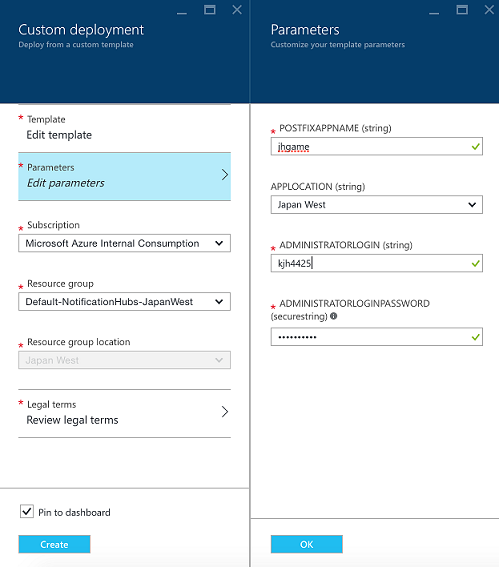 Custom deployment
Deploy from a custom template
* Template
Edit template
* Parameters
Edit parameters
* Subscription
Microsoft Azure Internal Consumption
* Resource group
Default-NotificationHubs-JapanWest
* Resource group location
Japan West
* Legal terms
Review legal terms
Pin to dashboard
Create
Parameters
Customize your template parameters
* POSTFIXAPPNAME (string)
jhgame
APPLOCATION (string)
Japan West
* ADMINISTRATORLOGIN (string)
kjh4425
* ADMINISTRATORLOGINPASSWORD
(securestring)
••••••••••
OK